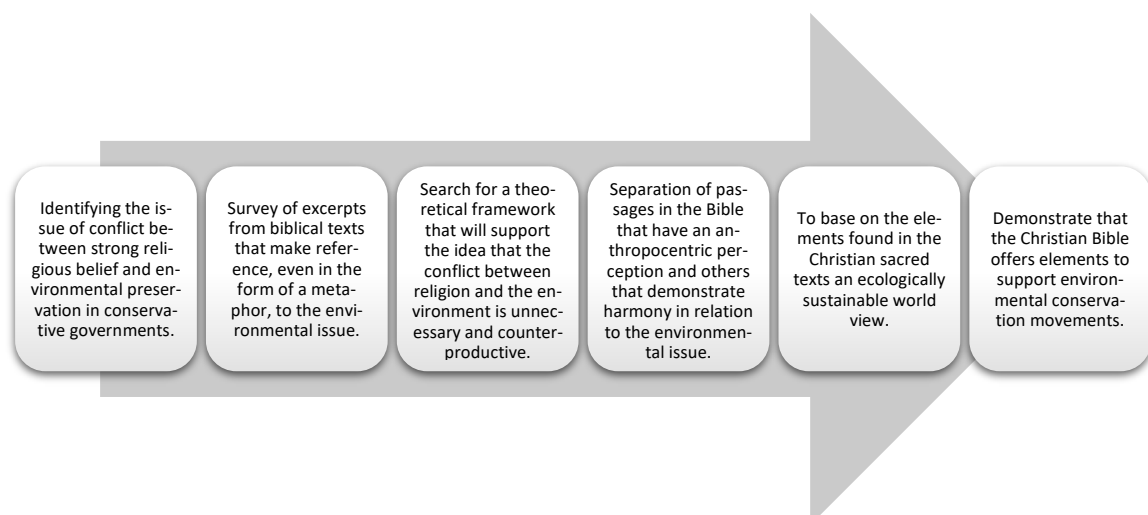 Identifying the is-
sue of conflict be-
tween strong reli-
gious belief and en-
vironmental preser-
vation in conserva-
tive governments.
Survey of excerpts
from biblical texts
that make refer-
ence, even in the
form of a meta-
phor, to the envi-
ronmental issue.
Search for a theo-
retical framework
that will support
the idea that the
conflict between
religion and the en-
vironment is unnec-
essary and counter-
productive.
Separation of pas-
sages in the Bible
that have an an-
thropocentric per-
ception and others
that demonstrate
harmony in relation
to the environmen-
tal issue.
To base on the ele-
ments found in the
Christian sacred
texts an ecologically
sustainable world
view.
Demonstrate that
the Christian Bible
offers elements to
support environ-
mental conserva-
tion movements.